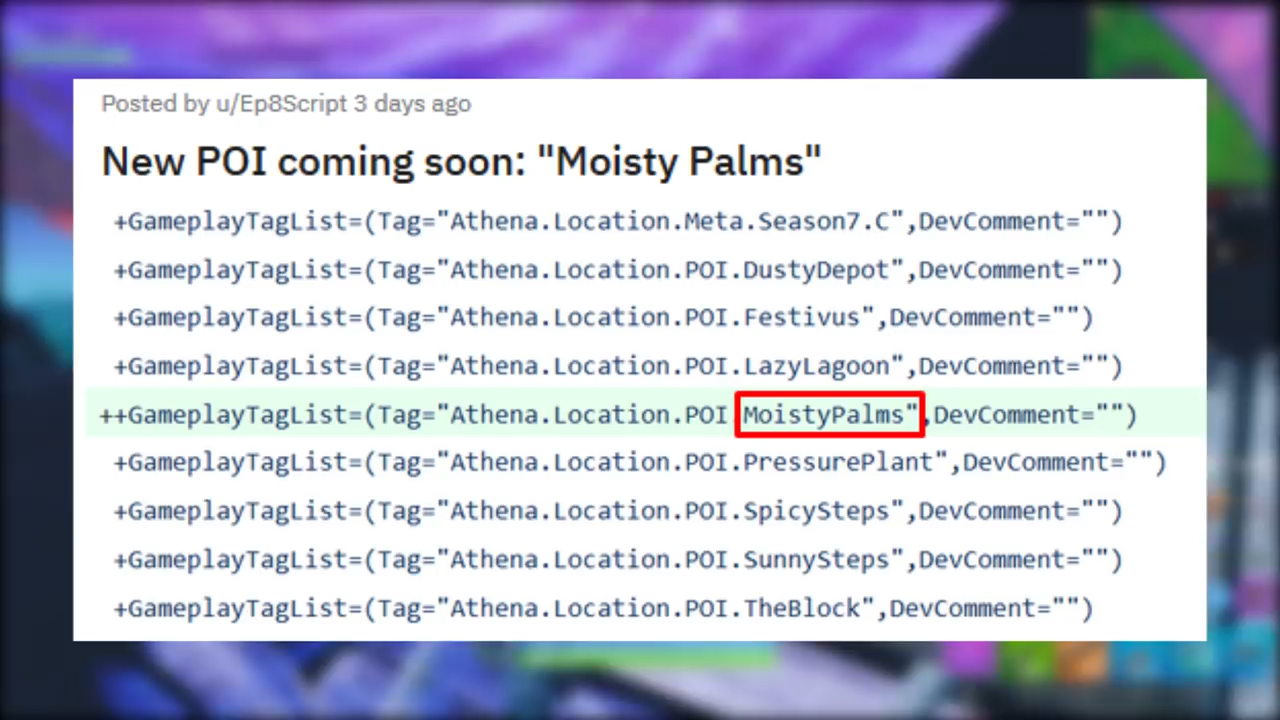 Posted by u/Ep8Script 3 days ago
New POI coming soon: "Moisty Palms"
+GameplayTagList=(Tag="Athena.Location.Meta.Season7.C",DevComment="")
+GameplayTagList=(Tag="Athena.Location.POI.DustyDepot",DevComment="")
+GameplayTagList=(Tag="Athena.Location.POI.Festivus",DevComment="")
+GameplayTagList=(Tag="Athena.Location.POI.LazyLagoon",DevComment="")
++GameplayTagList=(Tag="Athena.Location.POI.MoistyPalms",DevComment="")
+GameplayTagList=(Tag="Athena.Location.POI.PressurePlant",DevComment="")
+GameplayTagList=(Tag="Athena.Location.POI.SpicySteps",DevComment="")
+GameplayTagList=(Tag="Athena.Location.POI.SunnySteps",DevComment="")
+GameplayTagList=(Tag="Athena.Location.POI.TheBlock",DevComment="")